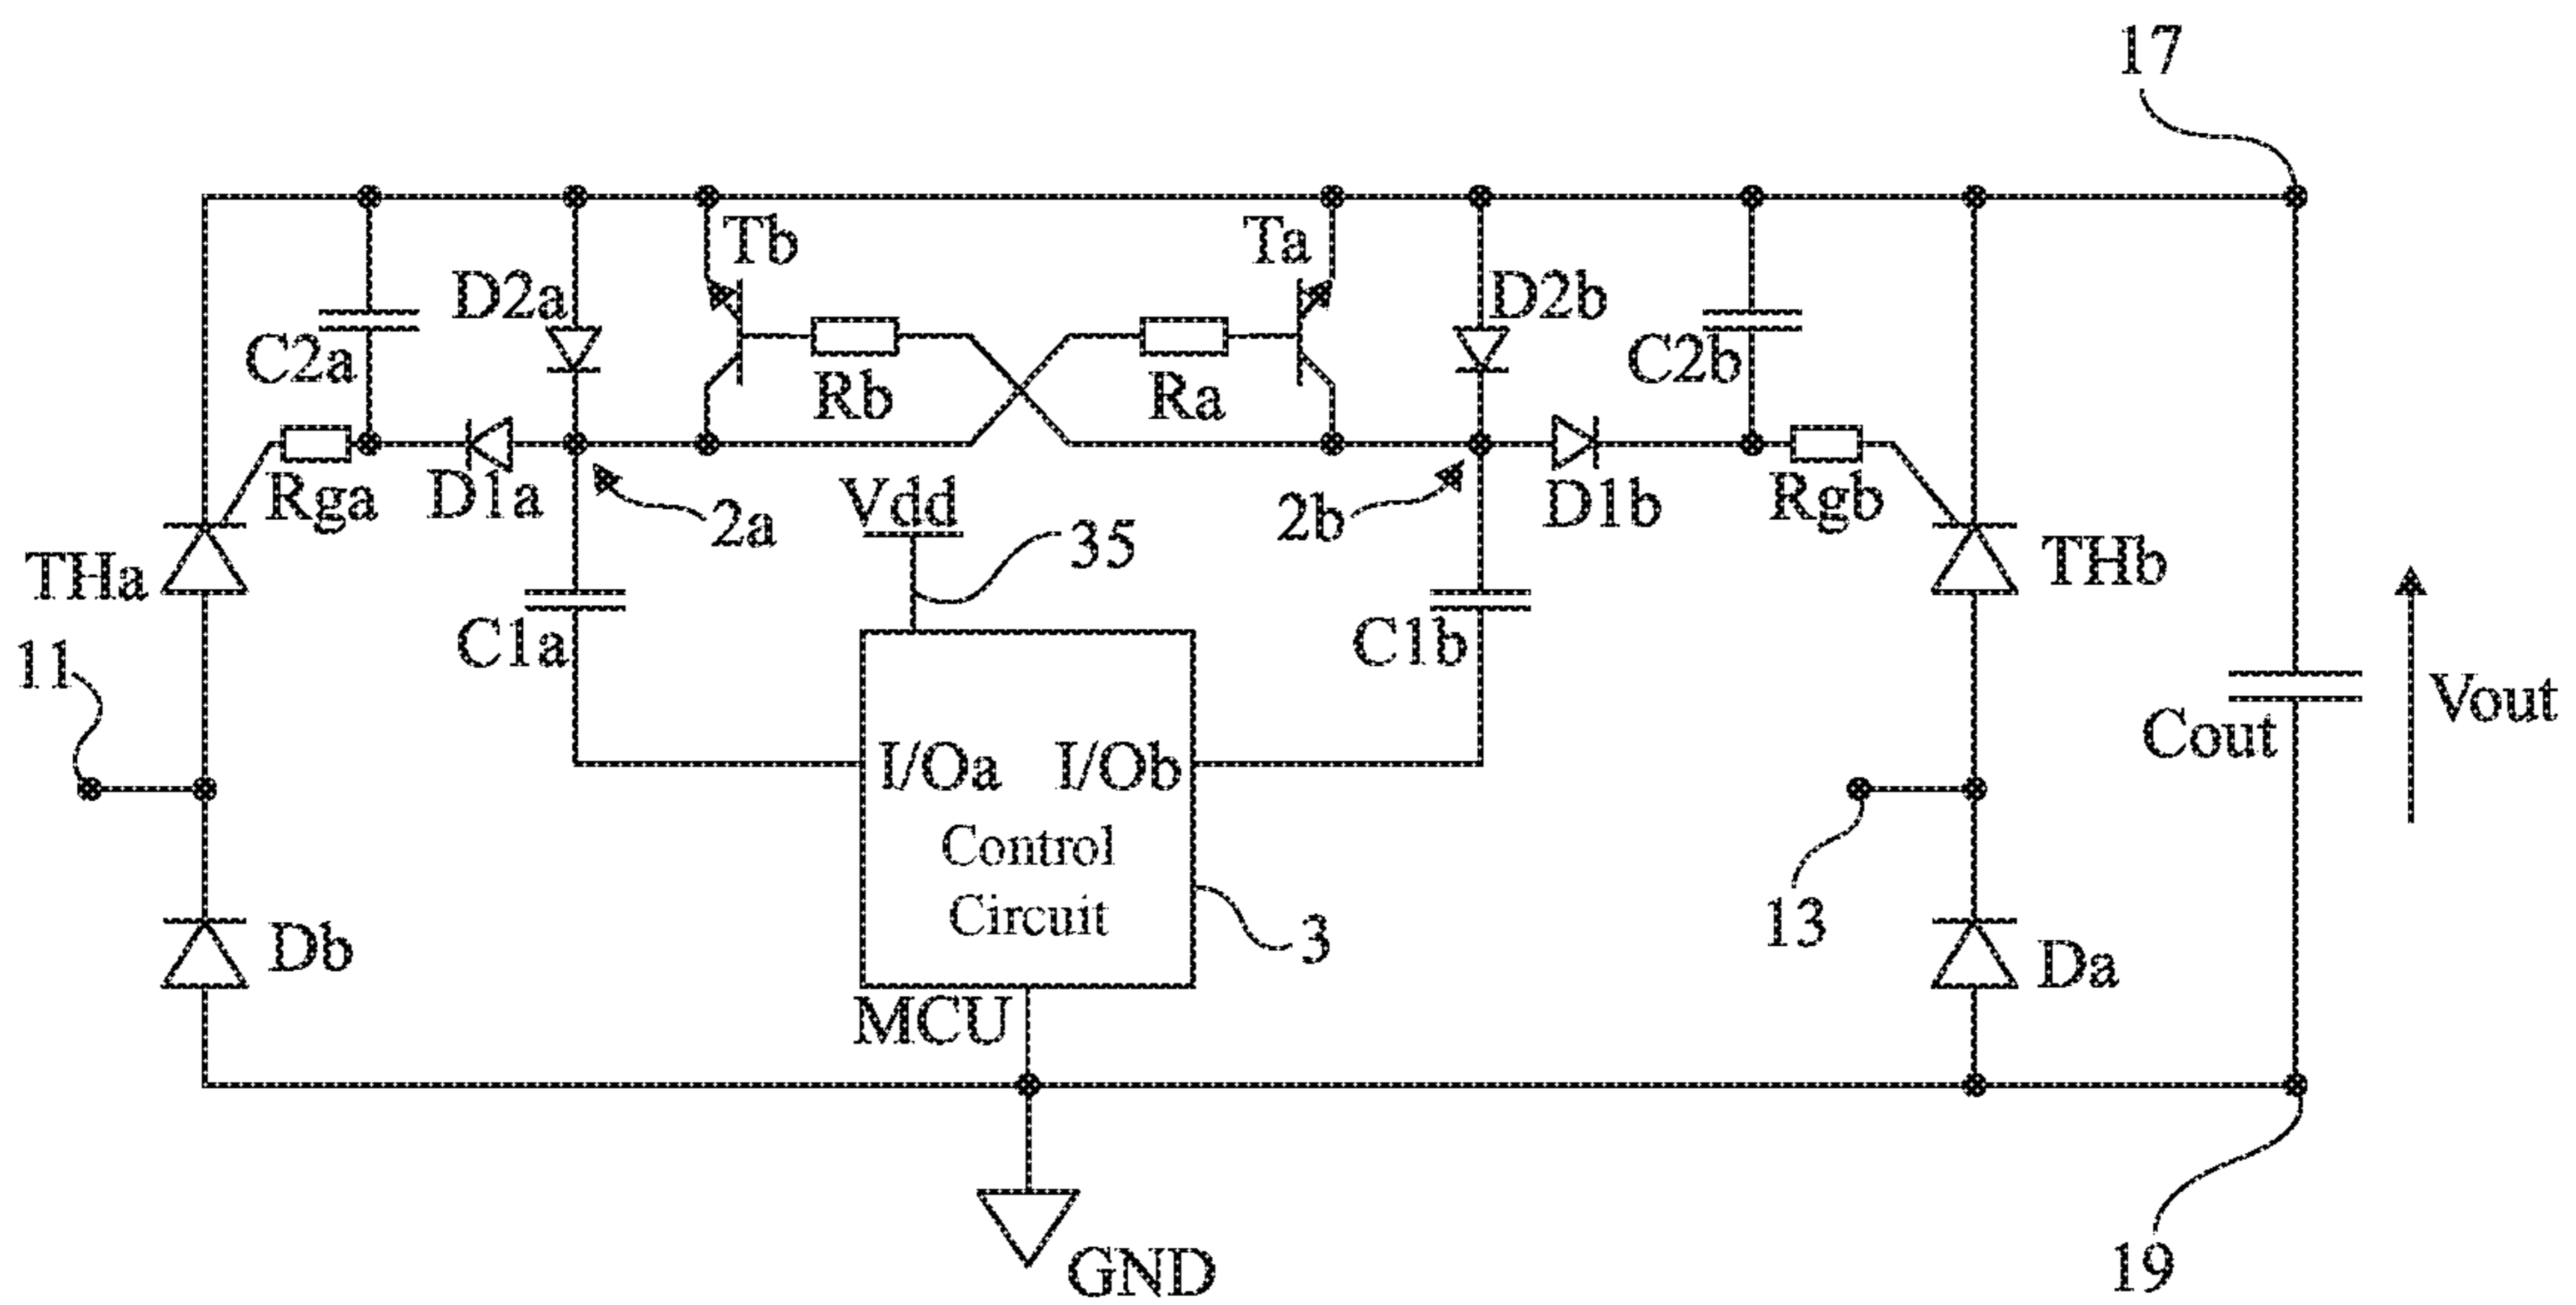 17
Tb
Ta
D2a
D2b
C2a
Rb
Ra
C2b
Rga
D1a
2a
Vdd
35
2b
D1b
Rgb
THa
THb
11
C1a
C1b
Vout
Cout
I/Oa
I/Ob
Control
Circuit
13
3
Db
Da
MCU
GND
19